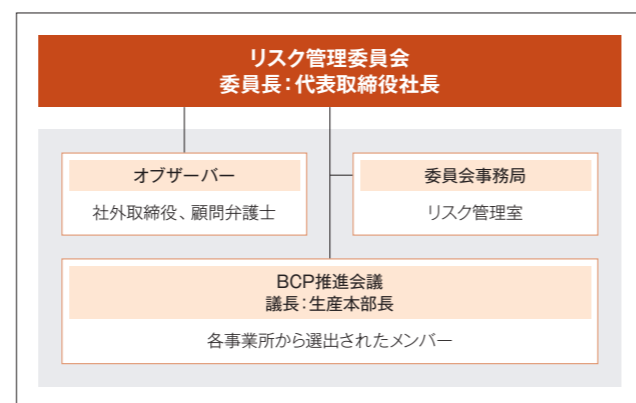 リスク管理委員会
委員長：代表取締役社長
オブザーバー
社外取締役、顧問弁護士
委員会事務局
リスク管理室
BCP推進会議
議長：生産本部長
各事業所から選出されたメンバー